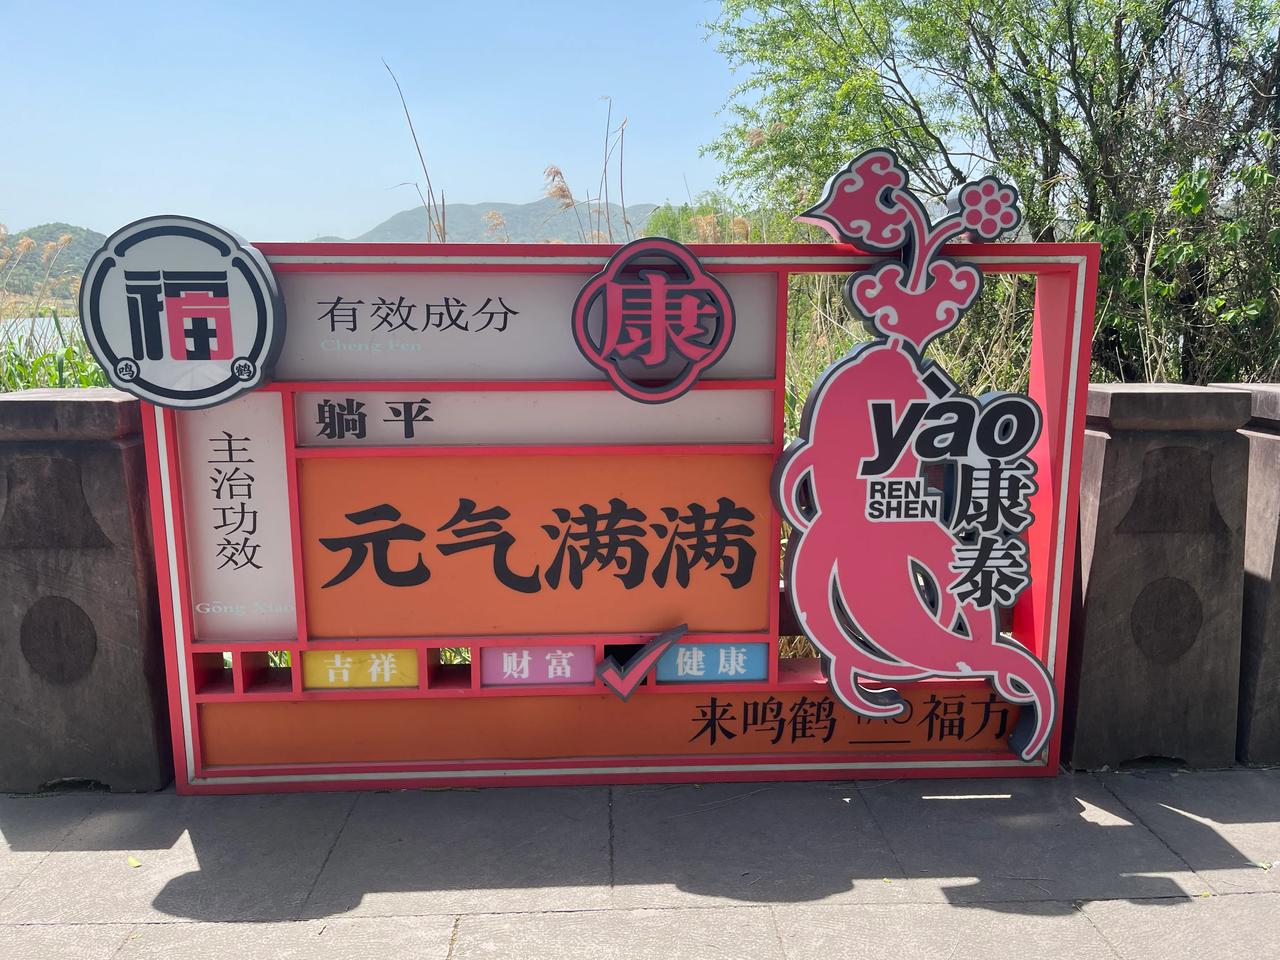 福
鸣 鹤
有效成分
Cheng Fen
康
躺平
主治功效
Gōng Xiào
元气满满
yào
REN
SHEN
康泰
吉祥
财富
健康
来鸣鹤 YAO 福方